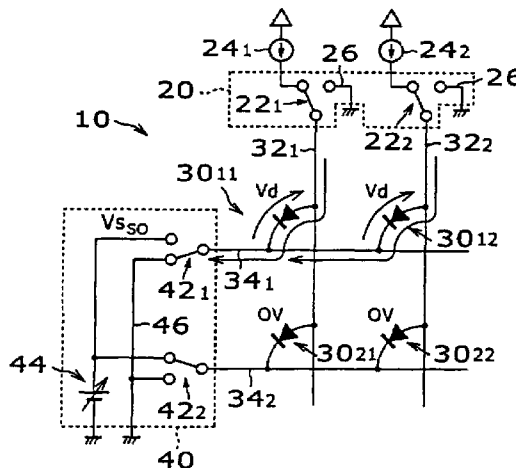 24₁ 24₂
26 26
20
22₁ 22₂
10
32₁ 32₂
30₁₁ Vd Vd
Vs_SO 30₁₂
42₁ 34₁
46
0V 0V
44 30₂₁ 30₂₂
42₂ 34₂
40